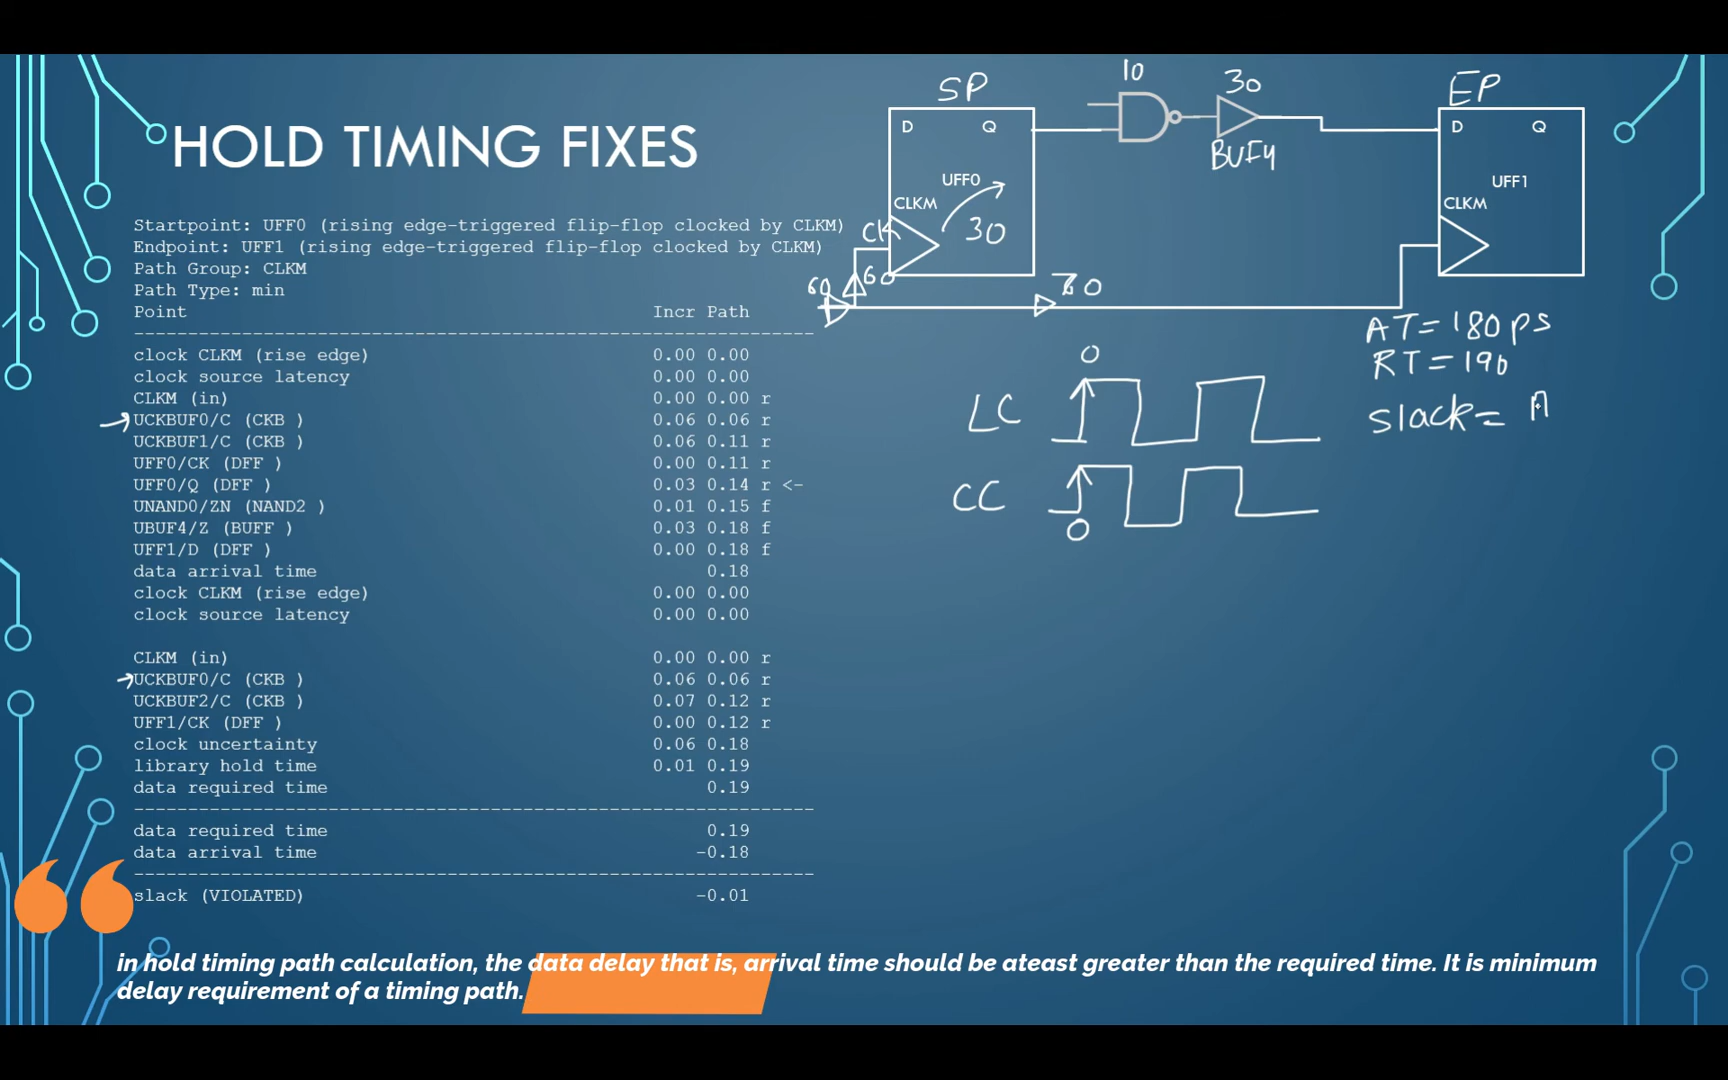 HOLD TIMING FIXES
Startpoint: UFF0 (rising edge-triggered flip-flop clocked by CLKM)
Endpoint: UFF1 (rising edge-triggered flip-flop clocked by CLKM)
Path Group: CLKM
Path Type: min
Point Incr Path
--------------------------------------------------------------
clock CLKM (rise edge) 0.00 0.00
clock source latency 0.00 0.00
CLKM (in) 0.00 0.00 r
UCKBUF0/C (CKB ) 0.06 0.06 r
UCKBUF1/C (CKB ) 0.06 0.11 r
UFF0/CK (DFF ) 0.00 0.11 r
UFF0/Q (DFF ) 0.03 0.14 r <-
UNAND0/ZN (NAND2 ) 0.01 0.15 f
UBUF4/Z (BUFF ) 0.03 0.18 f
UFF1/D (DFF ) 0.00 0.18 f
data arrival time 0.18
clock CLKM (rise edge) 0.00 0.00
clock source latency 0.00 0.00
CLKM (in) 0.00 0.00 r
UCKBUF0/C (CKB ) 0.06 0.06 r
UCKBUF2/C (CKB ) 0.07 0.12 r
UFF1/CK (DFF ) 0.00 0.12 r
clock uncertainty 0.06 0.18
library hold time 0.01 0.19
data required time 0.19
--------------------------------------------------------------
data required time 0.19
data arrival time -0.18
--------------------------------------------------------------
slack (VIOLATED) -0.01
SP
10
30
EP
D Q
BUF4
D Q
UFF0
UFF1
CLKM
CLKM
CK
30
60
60
AT = 180 ps
RT = 190
slack = A
0
LC
CC
0
in hold timing path calculation, the data delay that is, arrival time should be ateast greater than the required time. It is minimum
delay requirement of a timing path.